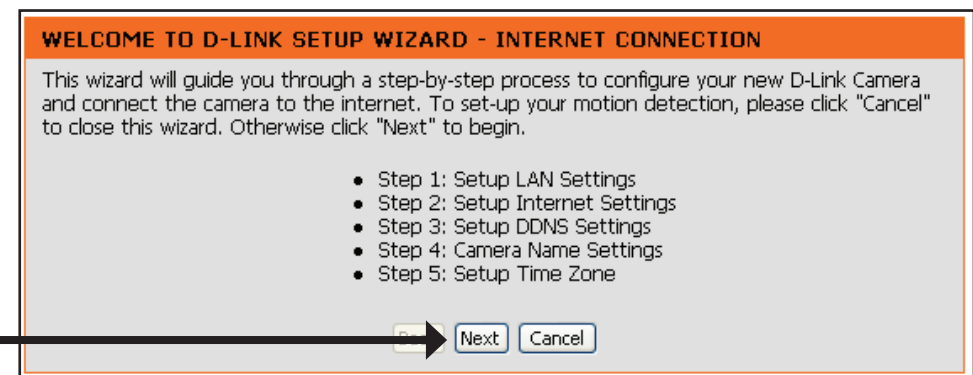 WELCOME TO D-LINK SETUP WIZARD - INTERNET CONNECTION
This wizard will guide you through a step-by-step process to configure your new D-Link Camera
and connect the camera to the internet. To set-up your motion detection, please click "Cancel"
to close this wizard. Otherwise click "Next" to begin.
• Step 1: Setup LAN Settings
• Step 2: Setup Internet Settings
• Step 3: Setup DDNS Settings
• Step 4: Camera Name Settings
• Step 5: Setup Time Zone
Next Cancel